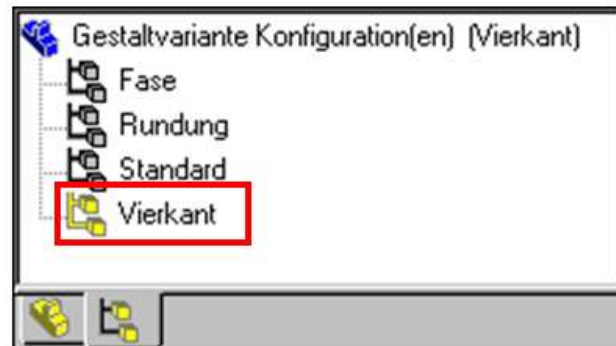 Gestaltvariante Konfiguration(en) (Vierkant)
Fase
Rundung
Standard
Vierkant